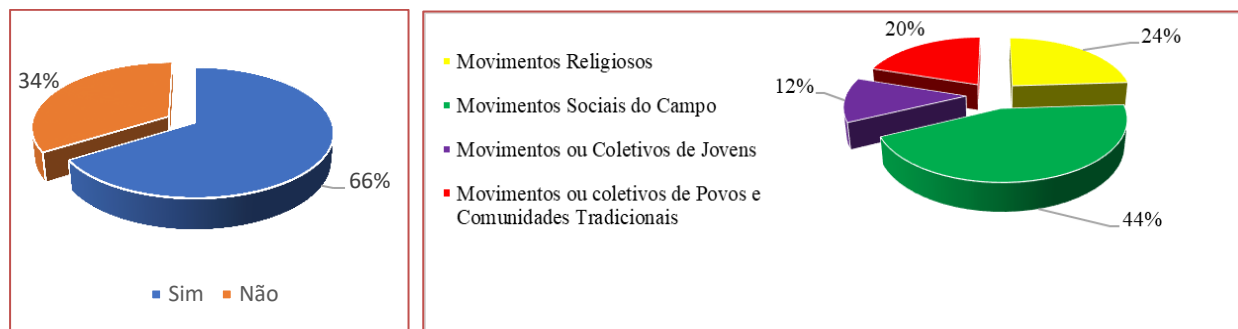 34%
66%
Sim Não
Movimentos Religiosos
Movimentos Sociais do Campo
Movimentos ou Coletivos de Jovens
Movimentos ou coletivos de Povos e
Comunidades Tradicionais
20%
24%
12%
44%